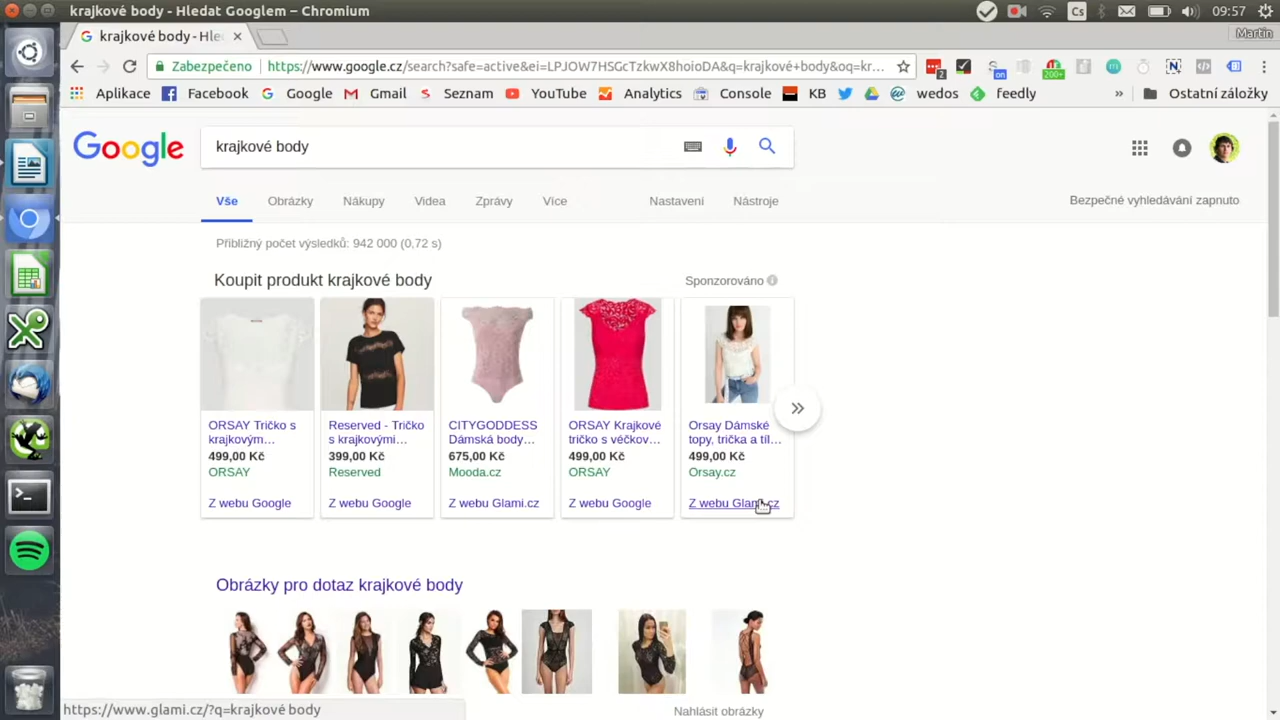 krajkové body - Hledat Googlem – Chromium
Cs
09:57
krajkové body - Hle
Martin
Zabezpečeno
https://www.google.cz/search?safe=active&ei=LPJOW7HSGcTzkwX8hoioDA&q=krajkové+body&oq=kr...
2
on
200+
Aplikace
Facebook
Google
Gmail
Seznam
YouTube
Analytics
Conso
KB
wedos
feedly
»
Ostatní záložky
Google
krajkové body
Vše
Obrázky
Nákupy
Videa
Zprávy
Více
Nastavení
Nástroje
Bezpečné vyhledávání zapnuto
Přibližný počet výsledků: 942 000 (0,72 s)
Koupit produkt krajkové body
Sponzorováno
ORSAY Tričko s
krajkovým…
499,00 Kč
ORSAY
Z webu Google
Reserved - Tričko
s krajkovými…
399,00 Kč
Reserved
Z webu Google
CITYGODDESS
Dámská body…
675,00 Kč
Mooda.cz
Z webu Glami.cz
ORSAY Krajkové
tričko s véčkov…
499,00 Kč
ORSAY
Z webu Google
Orsay Dámské
topy, trička a tíl…
499,00 Kč
Orsay.cz
Z webu Glami.cz
Obrázky pro dotaz krajkové body
https://www.glami.cz/?q=krajkové body
Nahlásit obrázky